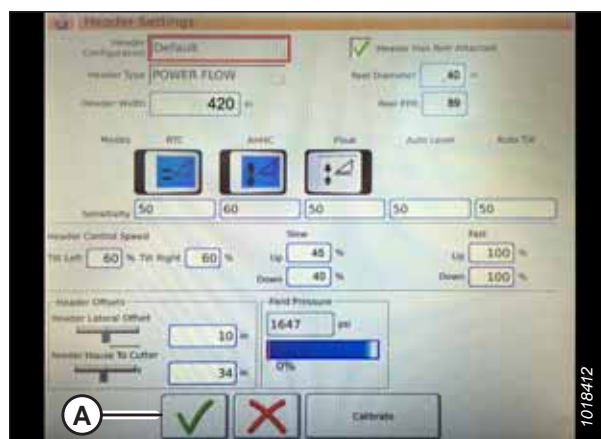 Header Settings
Header Configuration Default
Header Has Reel Attached
Header Type POWER FLOW
Reel Diameter 40 in
Header Width 420 in
Reel PPR 89
Modes RTC AHHC Float Auto Level Auto Tilt
Sensitivity 50 60 50 50 50
Header Control Speed
Slow
Fast
Tilt Left 60 % Tilt Right 60 %
Up 45 %
Up 100 %
Down 40 %
Down 100 %
Header Offsets
Field Pressure
Header Lateral Offset
10 in
1647 psi
Feeder House To Cutter
34 in
0%
A
Calibrate
1018412